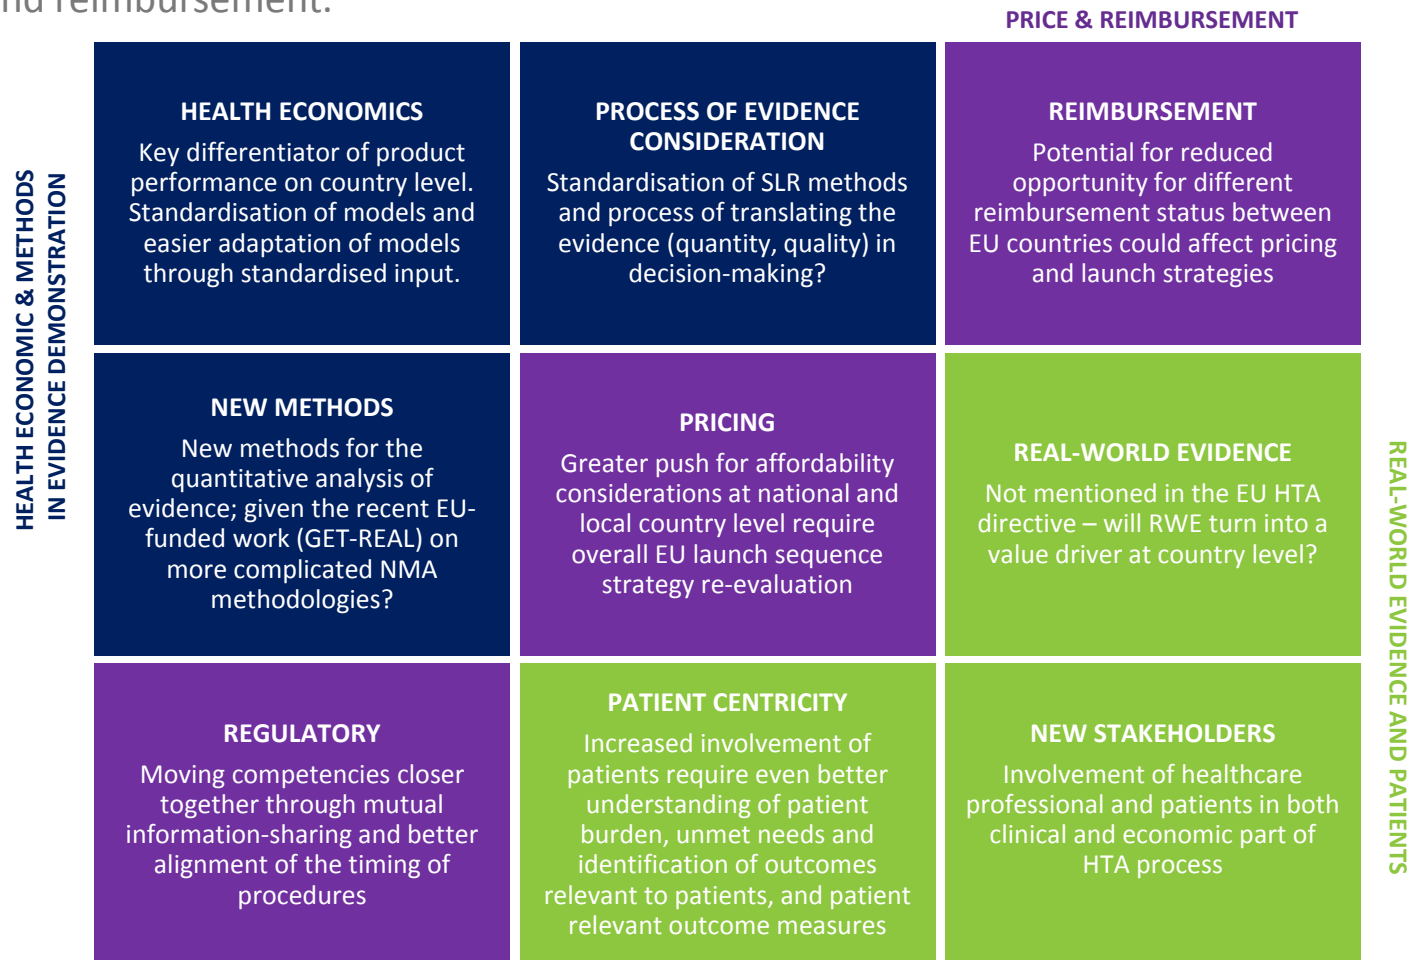 nd reimbursement.
PRICE & REIMBURSEMENT
HEALTH ECONOMIC & METHODS
IN EVIDENCE DEMONSTRATION
HEALTH ECONOMICS
Key differentiator of product
performance on country level.
Standardisation of models and
easier adaptation of models
through standardised input.
PROCESS OF EVIDENCE
CONSIDERATION
Standardisation of SLR methods
and process of translating the
evidence (quantity, quality) in
decision-making?
REIMBURSEMENT
Potential for reduced
opportunity for different
reimbursement status between
EU countries could affect pricing
and launch strategies
NEW METHODS
New methods for the
quantitative analysis of
evidence; given the recent EU-
funded work (GET-REAL) on
more complicated NMA
methodologies?
PRICING
Greater push for affordability
considerations at national and
local country level require
overall EU launch sequence
strategy re-evaluation
REAL-WORLD EVIDENCE
Not mentioned in the EU HTA
directive – will RWE turn into a
value driver at country level?
REGULATORY
Moving competencies closer
together through mutual
information-sharing and better
alignment of the timing of
procedures
PATIENT CENTRICITY
Increased involvement of
patients require even better
understanding of patient
burden, unmet needs and
identification of outcomes
relevant to patients, and patient
relevant outcome measures
NEW STAKEHOLDERS
Involvement of healthcare
professional and patients in both
clinical and economic part of
HTA process
REAL-WORLD EVIDENCE AND PATIENTS